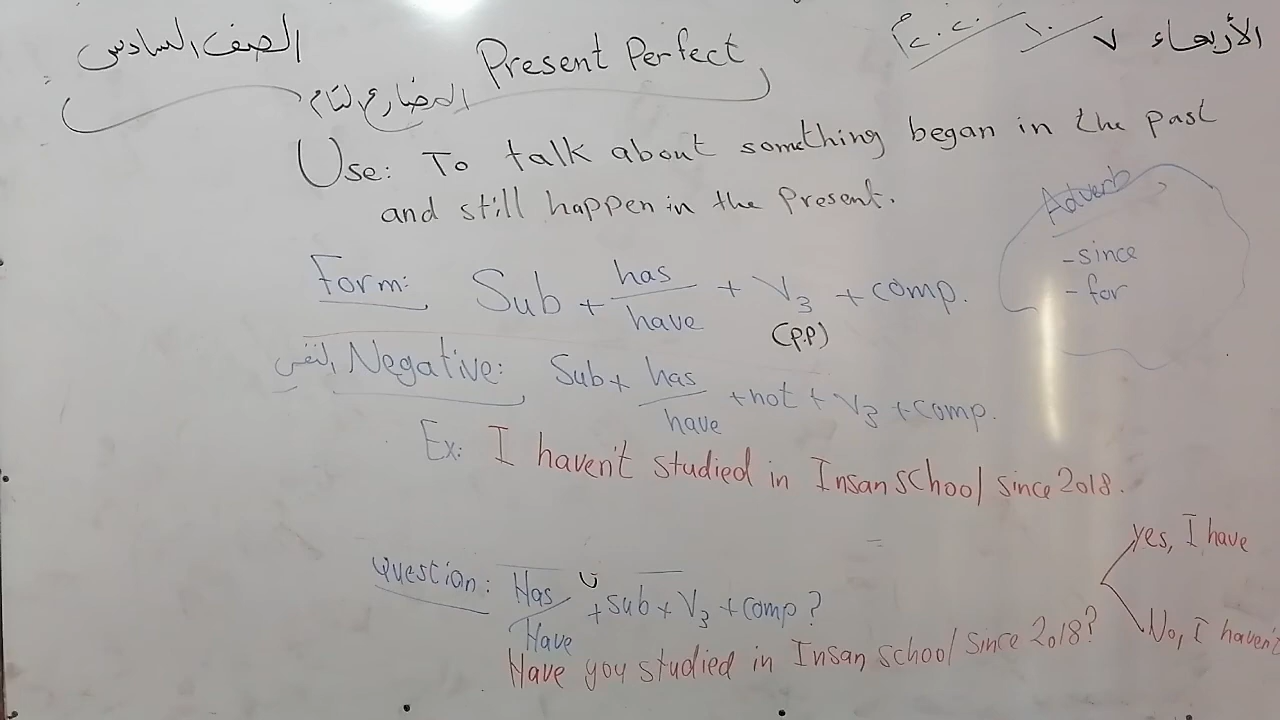 الأربعاء ٧ / ١٠ / ٢٠٢٠م
Present Perfect
الصف السادس
المضارع التام
Use: To talk about something began in the past
and still happen in the present.
Adverb
- since
- for
Form: Sub + has/have + V3 + comp.
(p.p)
النفي Negative: Sub + has/have + not + V3 + comp.
Ex: I haven't studied in Insan school since 2018.
Question: Has/Have + sub + V3 + comp?
Have you studied in Insan school since 2018?
yes, I have
No, I haven't